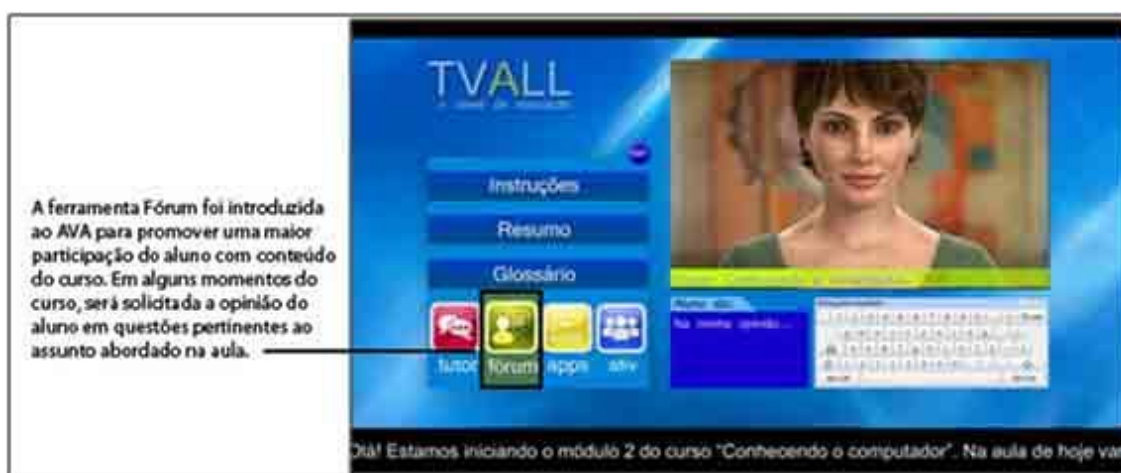 A ferramenta Fórum foi introduzida
ao AVA para promover uma maior
participação do aluno com conteúdo
do curso. Em alguns momentos do
curso, será solicitada a opinião do
aluno em questões pertinentes ao
assunto abordado na aula.
TVALL
Instruções
Resumo
Glossário
tutor fórum apps
Na minha opinião...
Olá! Estamos iniciando o módulo 2 do curso "Conhecendo o computador". Na aula de hoje